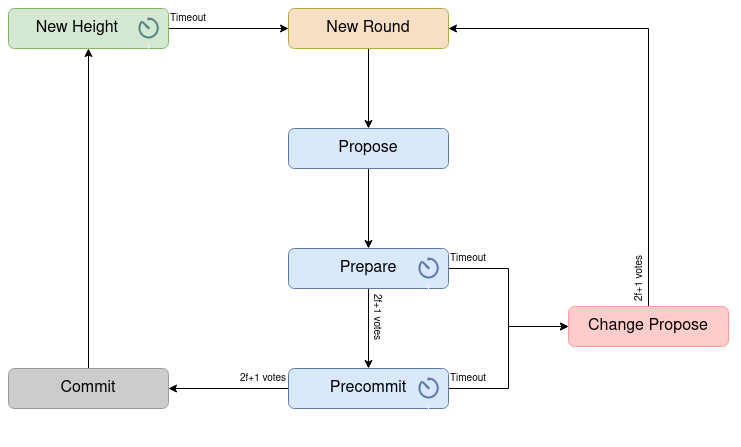 New Height
Timeout
New Round
Propose
Prepare
Timeout
2f+1 votes
2f+1 votes
Change Propose
Commit
2f+1 votes
Precommit
Timeout